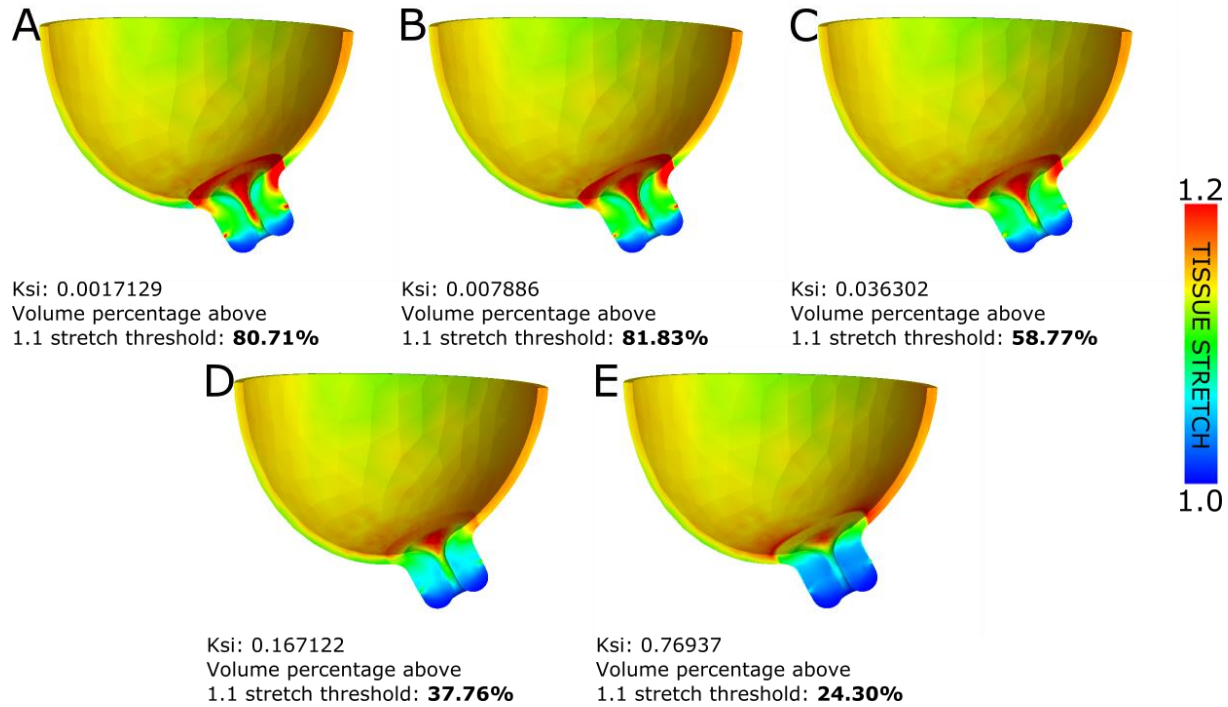 A
B
C
Ksi: 0.0017129
Volume percentage above
1.1 stretch threshold: 80.71%
Ksi: 0.007886
Volume percentage above
1.1 stretch threshold: 81.83%
Ksi: 0.036302
Volume percentage above
1.1 stretch threshold: 58.77%
1.2
TISSUE STRETCH
1.0
D
E
Ksi: 0.167122
Volume percentage above
1.1 stretch threshold: 37.76%
Ksi: 0.76937
Volume percentage above
1.1 stretch threshold: 24.30%